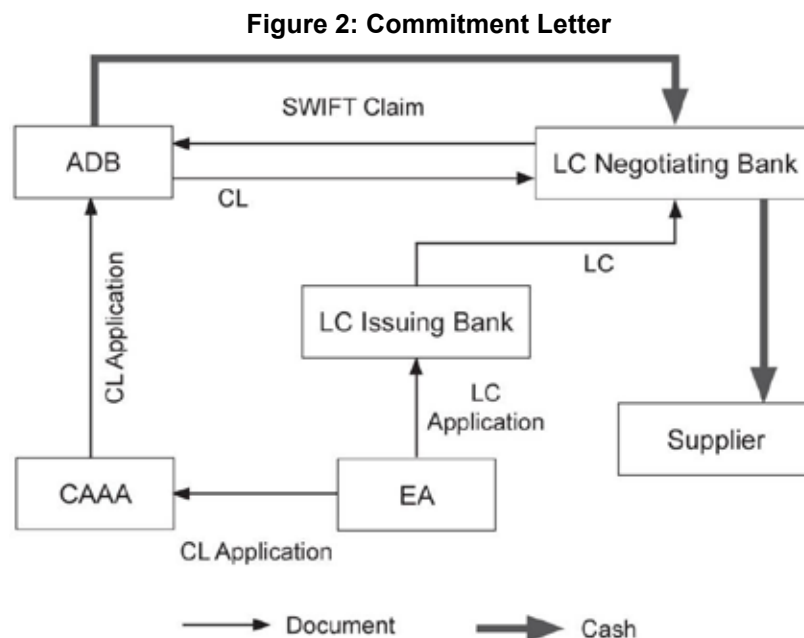 Figure 2: Commitment Letter
SWIFT Claim
ADB
LC Negotiating Bank
CL
LC
CL Application
LC Issuing Bank
LC
Application
Supplier
CAAA
EA
CL Application
Document
Cash